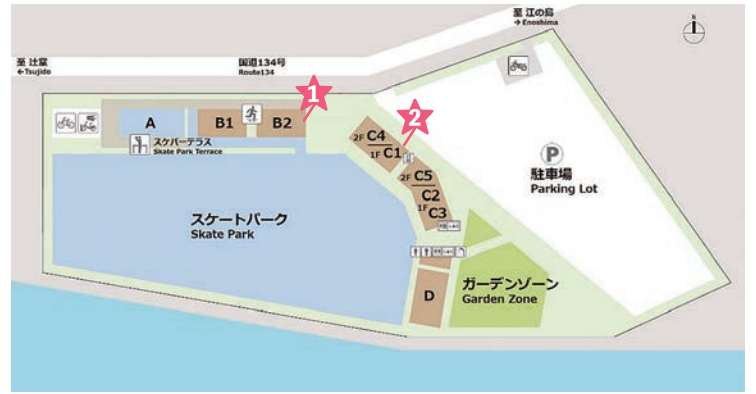 至 江の島
→Enoshima
N
至 辻堂
←Tsujido
国道134号
Route134
1
2
A
B1
B2
スケパーテラス
Skate Park Terrace
2F C4
1F C1
2F C5
C2
1F C3
P
駐車場
Parking Lot
スケートパーク
Skate Park
D
ガーデンゾーン
Garden Zone